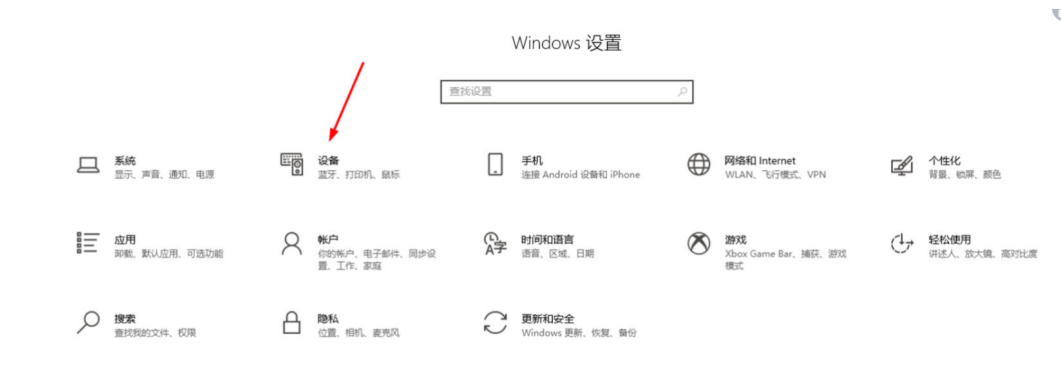 Windows 设置
查找设置
系统
显示、声音、通知、电源
设备
蓝牙、打印机、鼠标
手机
连接 Android 设备和 iPhone
网络和 Internet
WLAN、飞行模式、VPN
个性化
背景、锁屏、颜色
应用
卸载、默认应用、可选功能
帐户
你的帐户、电子邮件、同步设
置、工作、家庭
时间和语言
语音、区域、日期
游戏
Xbox Game Bar、捕获、游戏
模式
轻松使用
讲述人、放大镜、高对比度
搜索
查找我的文件、权限
隐私
位置、相机、麦克风
更新和安全
Windows 更新、恢复、备份